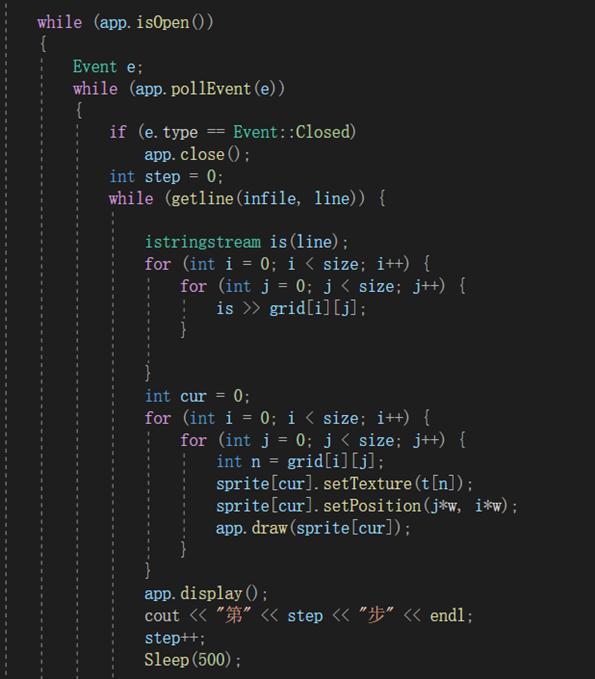 while (app.isOpen())
{
Event e;
while (app.pollEvent(e))
{
if (e.type == Event::Closed)
app.close();
int step = 0;
while (getline(infile, line)) {
istringstream is(line);
for (int i = 0; i < size; i++) {
for (int j = 0; j < size; j++) {
is >> grid[i][j];
}
}
int cur = 0;
for (int i = 0; i < size; i++) {
for (int j = 0; j < size; j++) {
int n = grid[i][j];
sprite[cur].setTexture(t[n]);
sprite[cur].setPosition(j*w, i*w);
app.draw(sprite[cur]);
}
}
app.display();
cout << "第" << step << "步" << endl;
step++;
Sleep(500);